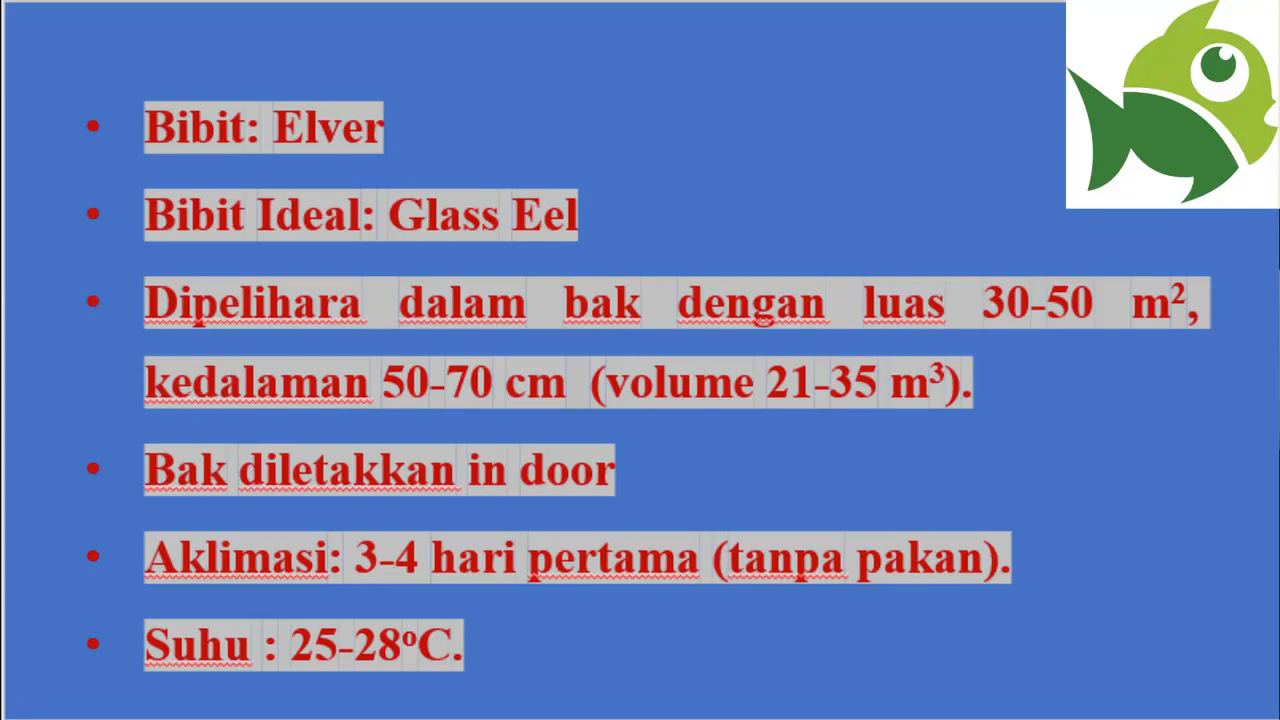 • Bibit: Elver
• Bibit Ideal: Glass Eel
• Dipelihara dalam bak dengan luas 30-50 m²,
kedalaman 50-70 cm (volume 21-35 m³).
• Bak diletakkan in door
• Aklimasi: 3-4 hari pertama (tanpa pakan).
• Suhu : 25-28ᵒC.